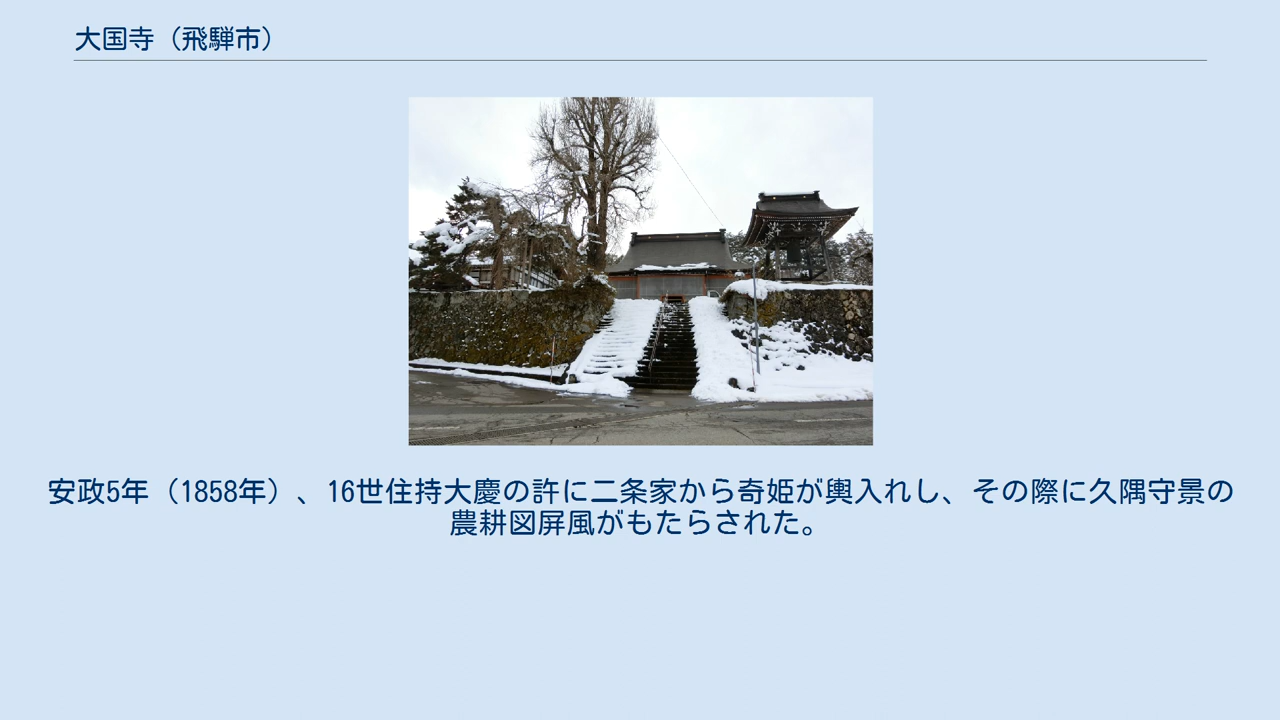 大国寺（飛騨市）
安政5年（1858年）、16世住持大慶の許に二条家から奇姫が輿入れし、その際に久隅守景の
農耕図屏風がもたらされた。